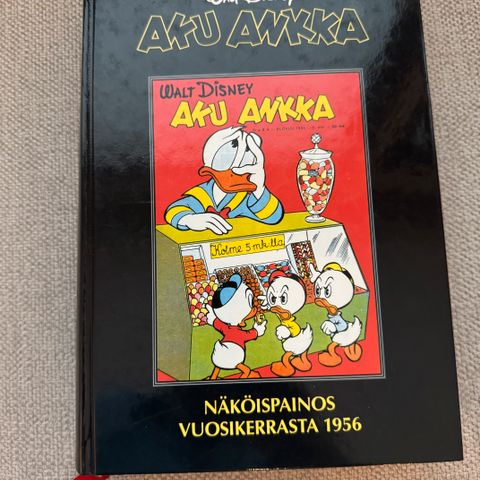 Walt Disney
AKU ANKKA
WALT DISNEY
AKU ANKKA
Kolme 5 mk:lla
NÄKÖISPAINOS
VUOSIKERRASTA 1956